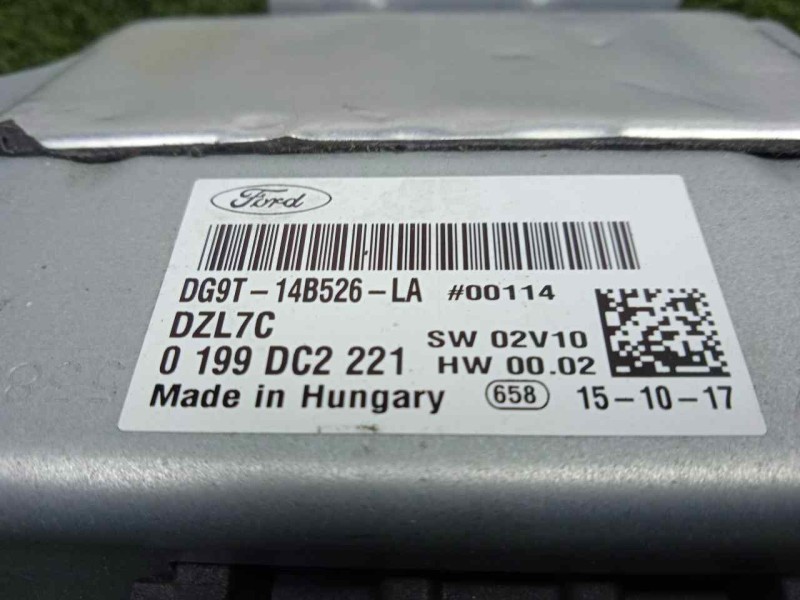 Ford
DG9T-14B526-LA #00114
DZL7C SW 02V10
0 199 DC2 221 HW 00.02
Made in Hungary 658 15-10-17